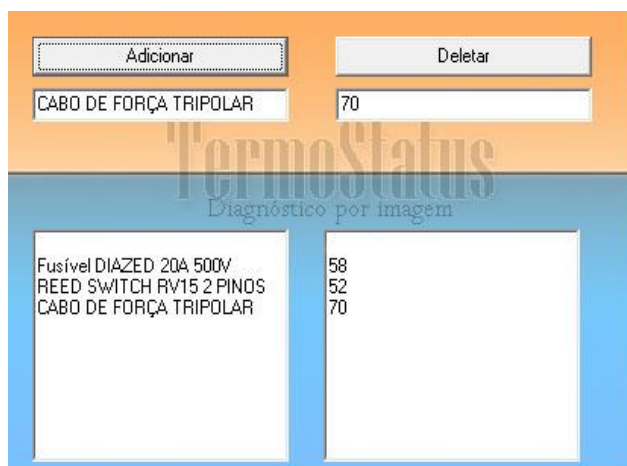 Adicionar
Deletar
CABO DE FORÇA TRIPOLAR
70
TermoStatus
Diagnóstico por imagem
Fusível DIAZED 20A 500V
58
REED SWITCH RV15 2 PINOS
52
CABO DE FORÇA TRIPOLAR
70